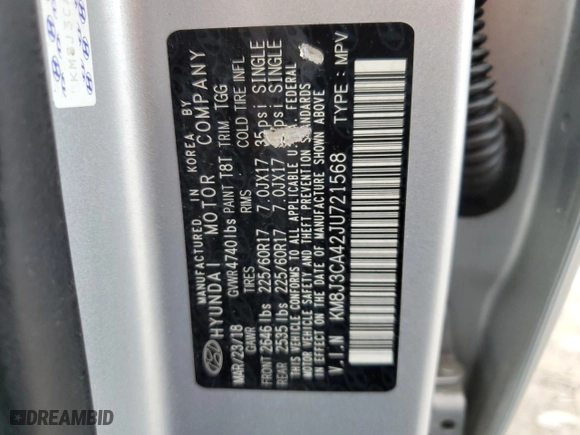 MANUFACTURED IN KOREA BY
HYUNDAI MOTOR COMPANY
MAR/23/18 GVWR 4740lbs PAINT T8T TRIM TGG
GAWR RIMS COLD TIRE INFL
FRONT 2646 lbs 225/60R17 7.0JX17 35 psi SINGLE
REAR 2535 lbs 225/60R17 7.0JX17 psi SINGLE
THIS VEHICLE CONFORMS TO ALL APPLICABLE U.S. FEDERAL
MOTOR VEHICLE SAFETY AND THEFT PREVENTION STANDARDS
IN EFFECT ON THE DATE OF MANUFACTURE SHOWN ABOVE
V.I.N KM8J3CA42JU721568 TYPE : MPV
KM8J3CA
DREAMBID